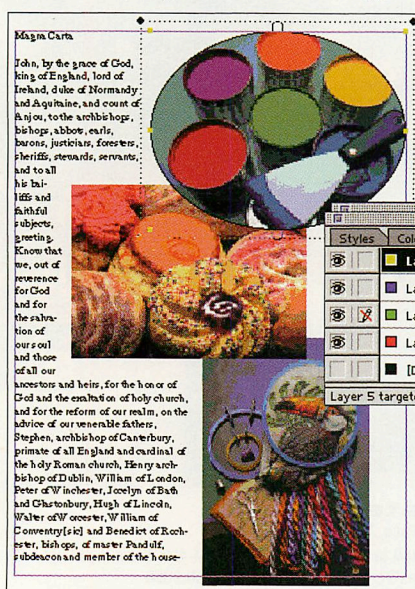 Magna Carta
John, by the grace of God,
king of England, lord of
Ireland, duke of Normandy
and Aquitaine, and count of
Anjou, to the archbishops,
bishops, abbots, earls,
barons, justiciars, foresters,
sheriffs, stewards, servants,
and to all
his bai-
liffs and
faithful
subjects,
greeting.
Know that
we, out of
reverence
for God
and for
the salva-
tion of
our soul
and those
of all our
ancestors and heirs, for the honor of
God and the exaltation of holy church,
and for the reform of our realm, on the
advice of our venerable fathers,
Stephen, archbishop of Canterbury,
primate of all England and cardinal of
the holy Roman church, Henry arch-
bishop of Dublin, William of London,
Peter of Winchester, Jocelyn of Bath
and Glastonbury, Hugh of Lincoln,
Walter of Worcester, William of
Conventry[sic] and Benedict of Roch-
ester, bishops, of master Pandulf,
subdeacon and member of the house-
Styles Colo
La
La
La
La
[D
Layer 5 targete